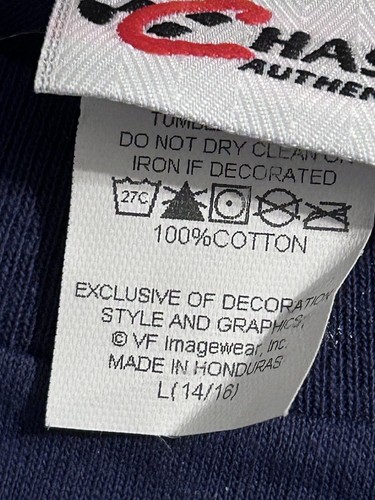 CHAS
AUTHEN
TUMBLE
DO NOT DRY CLEAN OR
IRON IF DECORATED
27C
100%COTTON
EXCLUSIVE OF DECORATION
STYLE AND GRAPHICS
© VF Imagewear, Inc.
MADE IN HONDURAS
L(14/16)